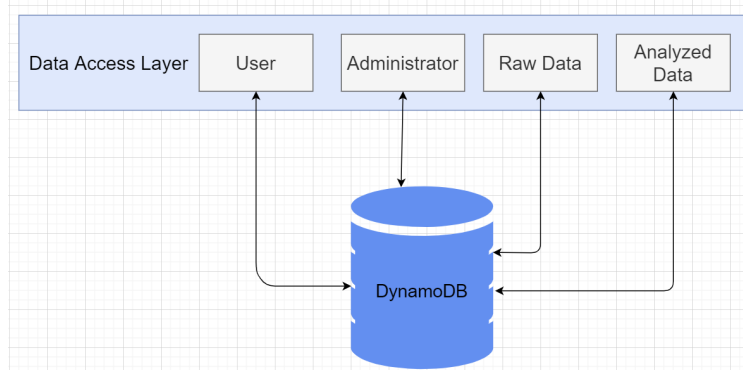 Data Access Layer
User
Administrator
Raw Data
Analyzed
Data
DynamoDB